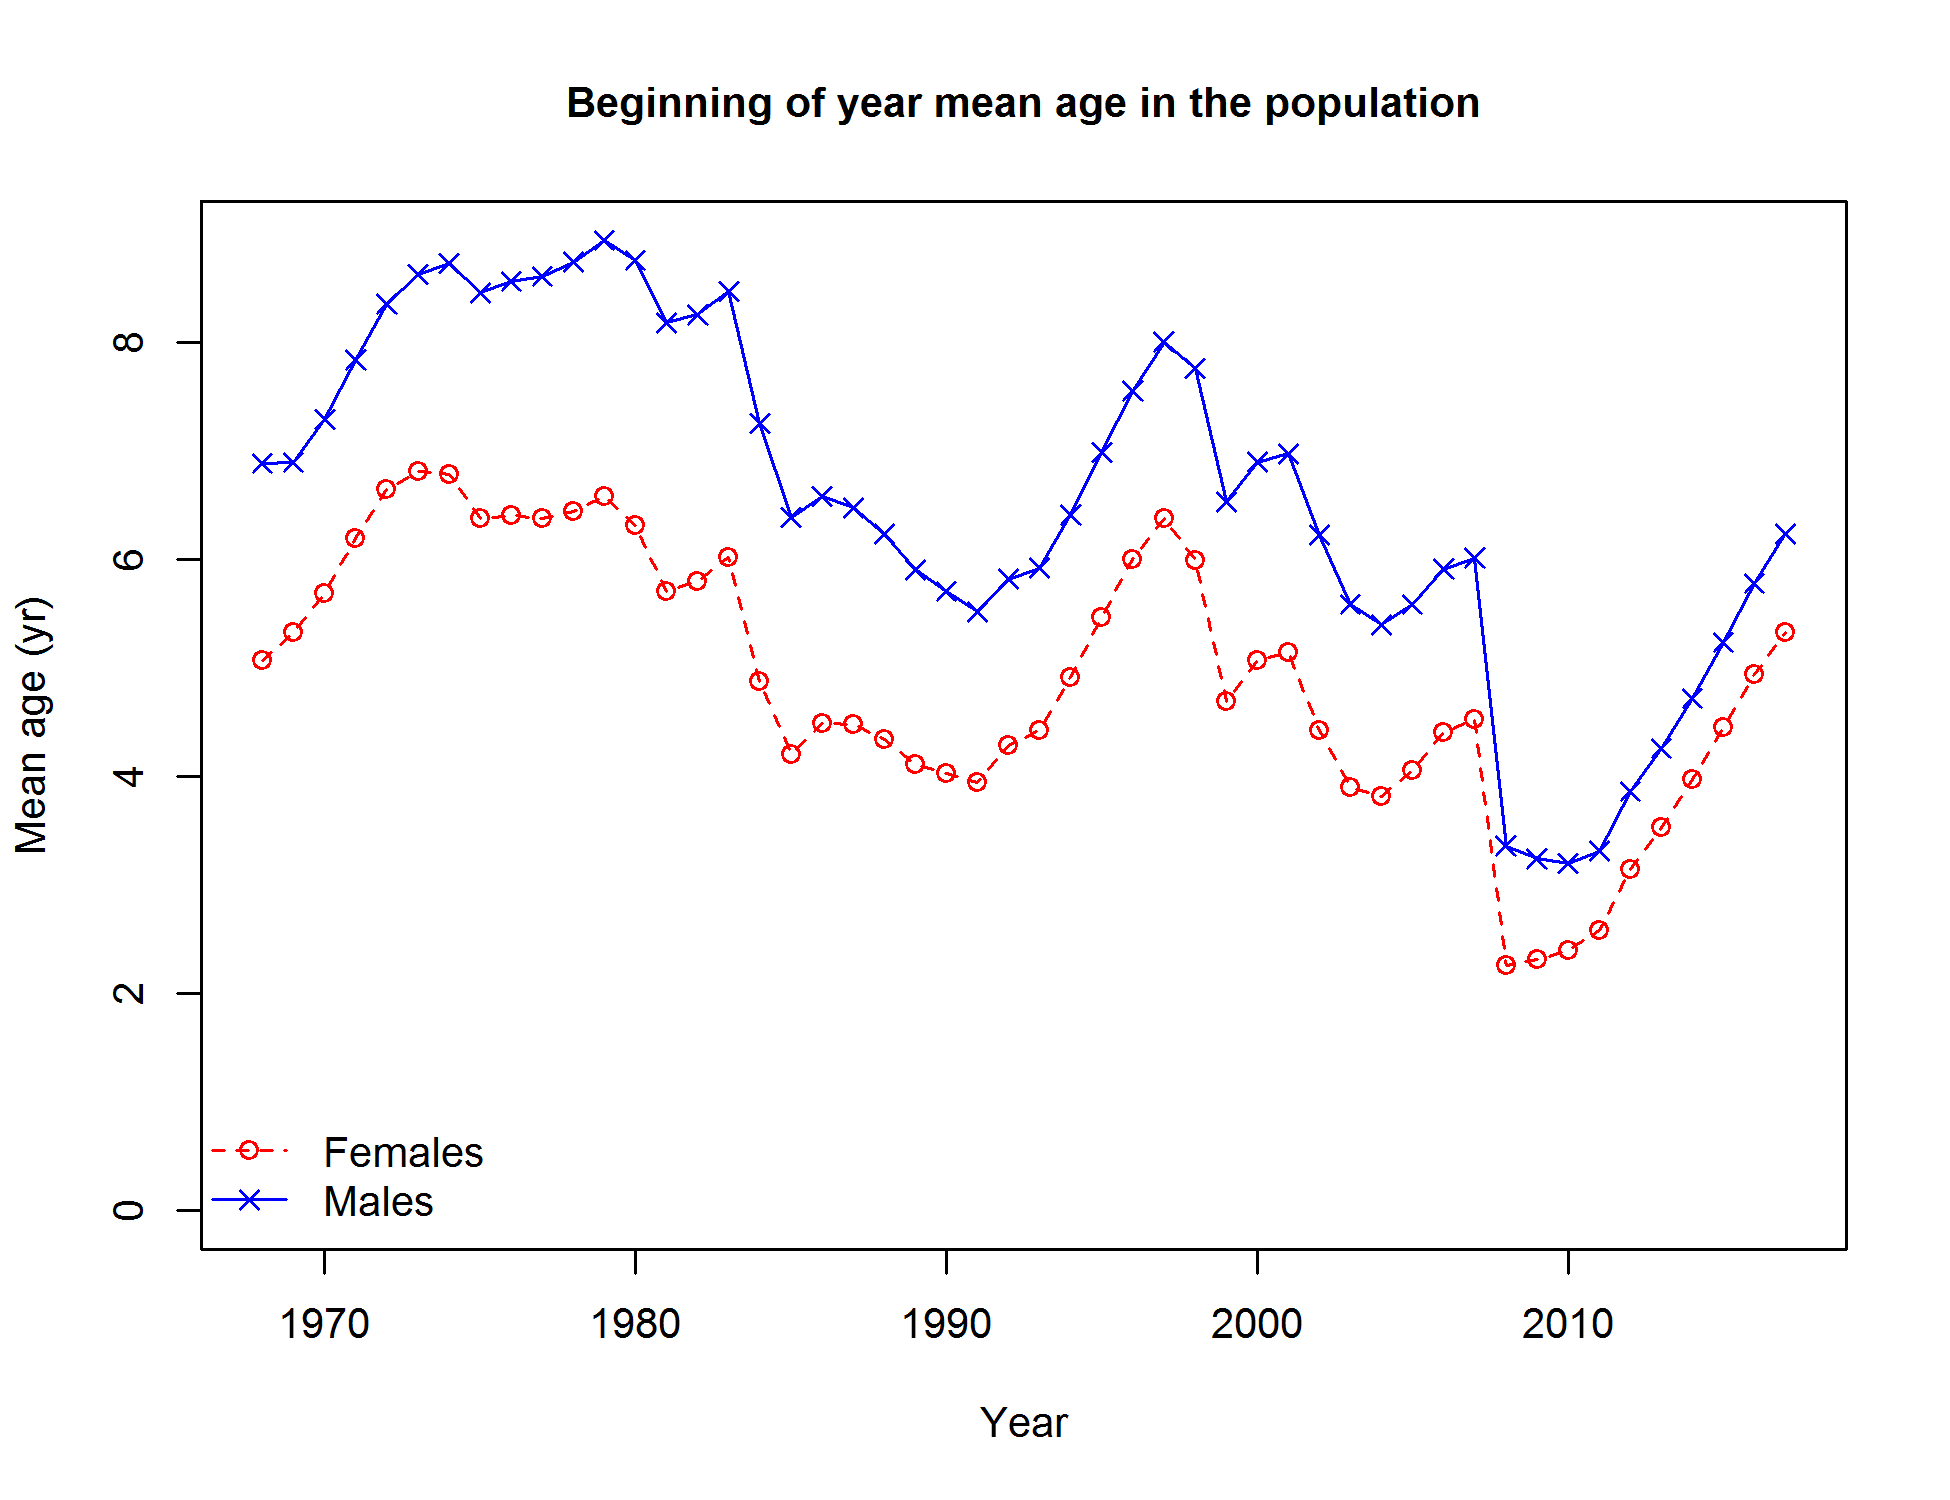 Beginning of year mean age in the population
Mean age (yr)
8
6
4
2
0
Females
Males
1970 1980 1990 2000 2010
Year